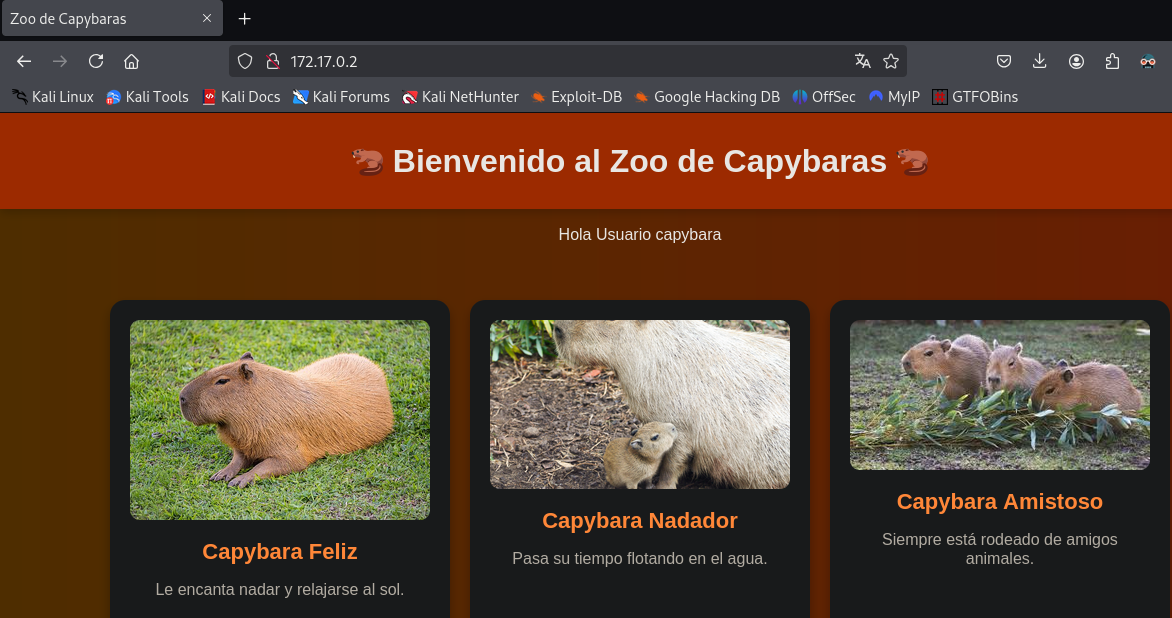 Zoo de Capybaras
172.17.0.2
Kali Linux Kali Tools Kali Docs Kali Forums Kali NetHunter Exploit-DB Google Hacking DB OffSec MyIP GTFOBins
Bienvenido al Zoo de Capybaras
Hola Usuario capybara
Capybara Feliz
Le encanta nadar y relajarse al sol.
Capybara Nadador
Pasa su tiempo flotando en el agua.
Capybara Amistoso
Siempre está rodeado de amigos
animales.